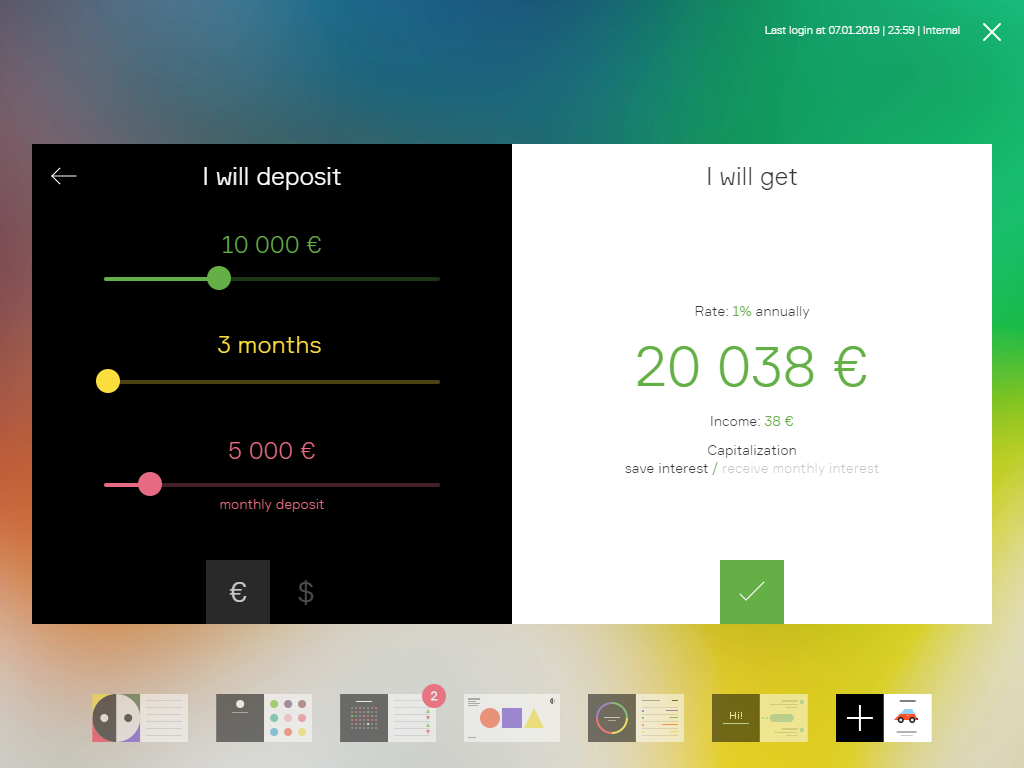 Last login at 07.01.2019 | 23:59 | Internal
I will deposit
10 000 €
3 months
5 000 €
monthly deposit
€ $
I will get
Rate: 1% annually
20 038 €
Income: 38 €
Capitalization
save interest / receive monthly interest
2
Hi!